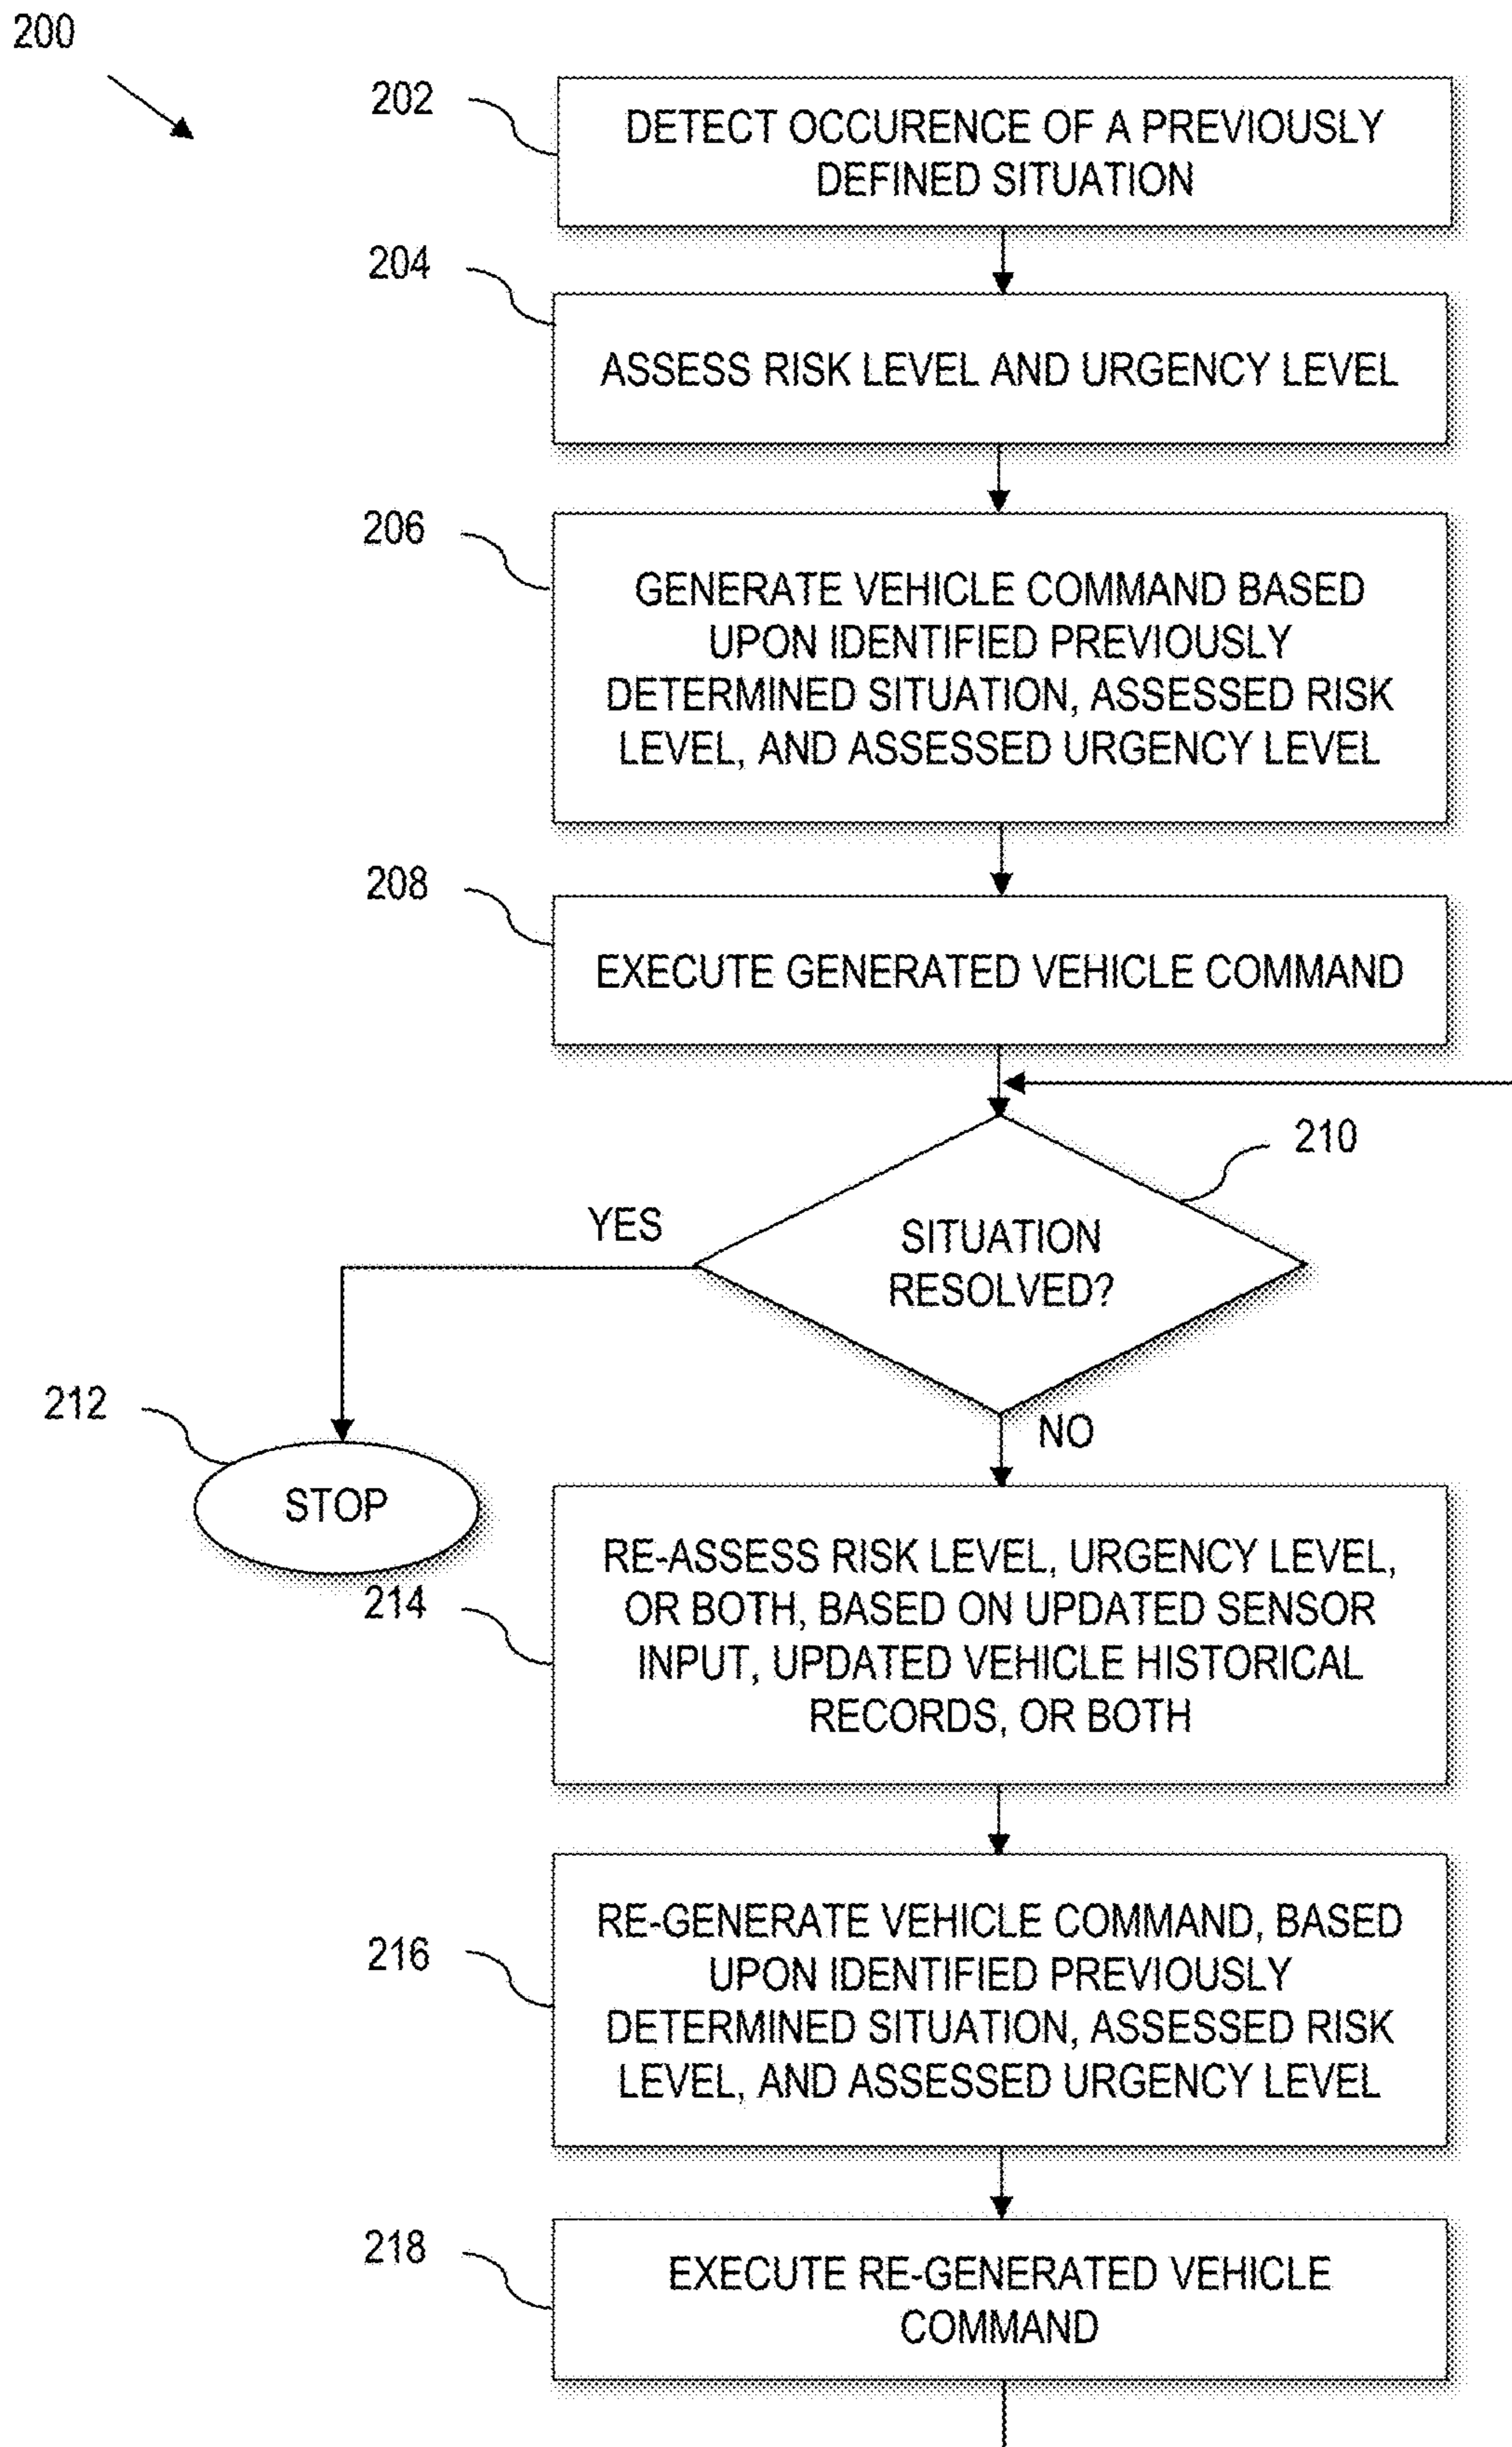 200
202
DETECT OCCURENCE OF A PREVIOUSLY
DEFINED SITUATION
204
ASSESS RISK LEVEL AND URGENCY LEVEL
206
GENERATE VEHICLE COMMAND BASED
UPON IDENTIFIED PREVIOUSLY
DETERMINED SITUATION, ASSESSED RISK
LEVEL, AND ASSESSED URGENCY LEVEL
208
EXECUTE GENERATED VEHICLE COMMAND
210
YES
SITUATION
RESOLVED?
212
STOP
NO
214
RE-ASSESS RISK LEVEL, URGENCY LEVEL,
OR BOTH, BASED ON UPDATED SENSOR
INPUT, UPDATED VEHICLE HISTORICAL
RECORDS, OR BOTH
216
RE-GENERATE VEHICLE COMMAND, BASED
UPON IDENTIFIED PREVIOUSLY
DETERMINED SITUATION, ASSESSED RISK
LEVEL, AND ASSESSED URGENCY LEVEL
218
EXECUTE RE-GENERATED VEHICLE
COMMAND